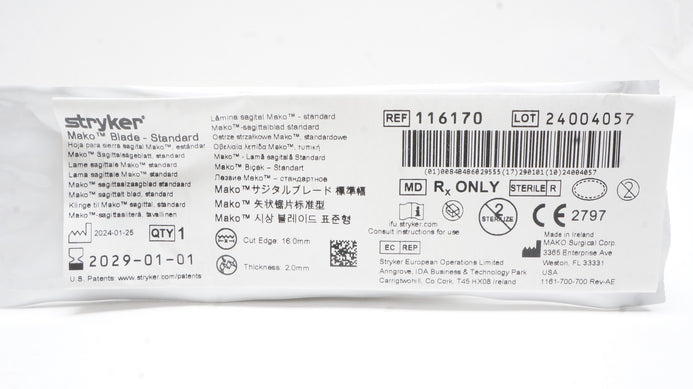 stryker®
Mako™ Blade - Standard
Hoja para sierra sagital Mako™, estándar
Mako™ Sagittalsägeblatt, standard
Lame sagittale Mako™ standard
Lama sagittale Mako™ standard
Mako™ sagittaalzaagblad standaard
Mako™ sagittalt blad, standard
Klinge til Mako™ sagittal, standard
Mako™-sagittaaliterä, tavallinen
2024-01-25
QTY 1
2029-01-01
U.S. Patents: www.stryker.com/patents
Lâmina sagital Mako™ - standard
Mako™-sagittalblad standard
Ostrze strzałkowe Mako™, standardowe
Οβελιαία λεπίδα Mako™, τυπική
Mako™ - Lamă sagitală Standard
Mako™ Bıçak - Standart
Лезвие Mako™ - стандартное
Mako™ サジタルブレード 標準幅
Mako™ 矢状锯片标准型
Mako™ 시상 블레이드 표준형
Cut Edge: 16.0mm
Thickness: 2.0mm
REF 116170
LOT 24004057
(01)00848486029555(17)290101(10)24004057
MD
Rx ONLY
STERILE R
2
ifu.stryker.com
Consult instructions for use
2
STERILIZE
CE 2797
EC REP
Stryker European Operations Limited
Anngrove, IDA Business & Technology Park
Carrigtwohill, Co Cork, T45 HX08 Ireland
Made in Ireland
MAKO Surgical Corp.
3365 Enterprise Ave
Weston, FL 33331
USA
1161-700-700 Rev-AE